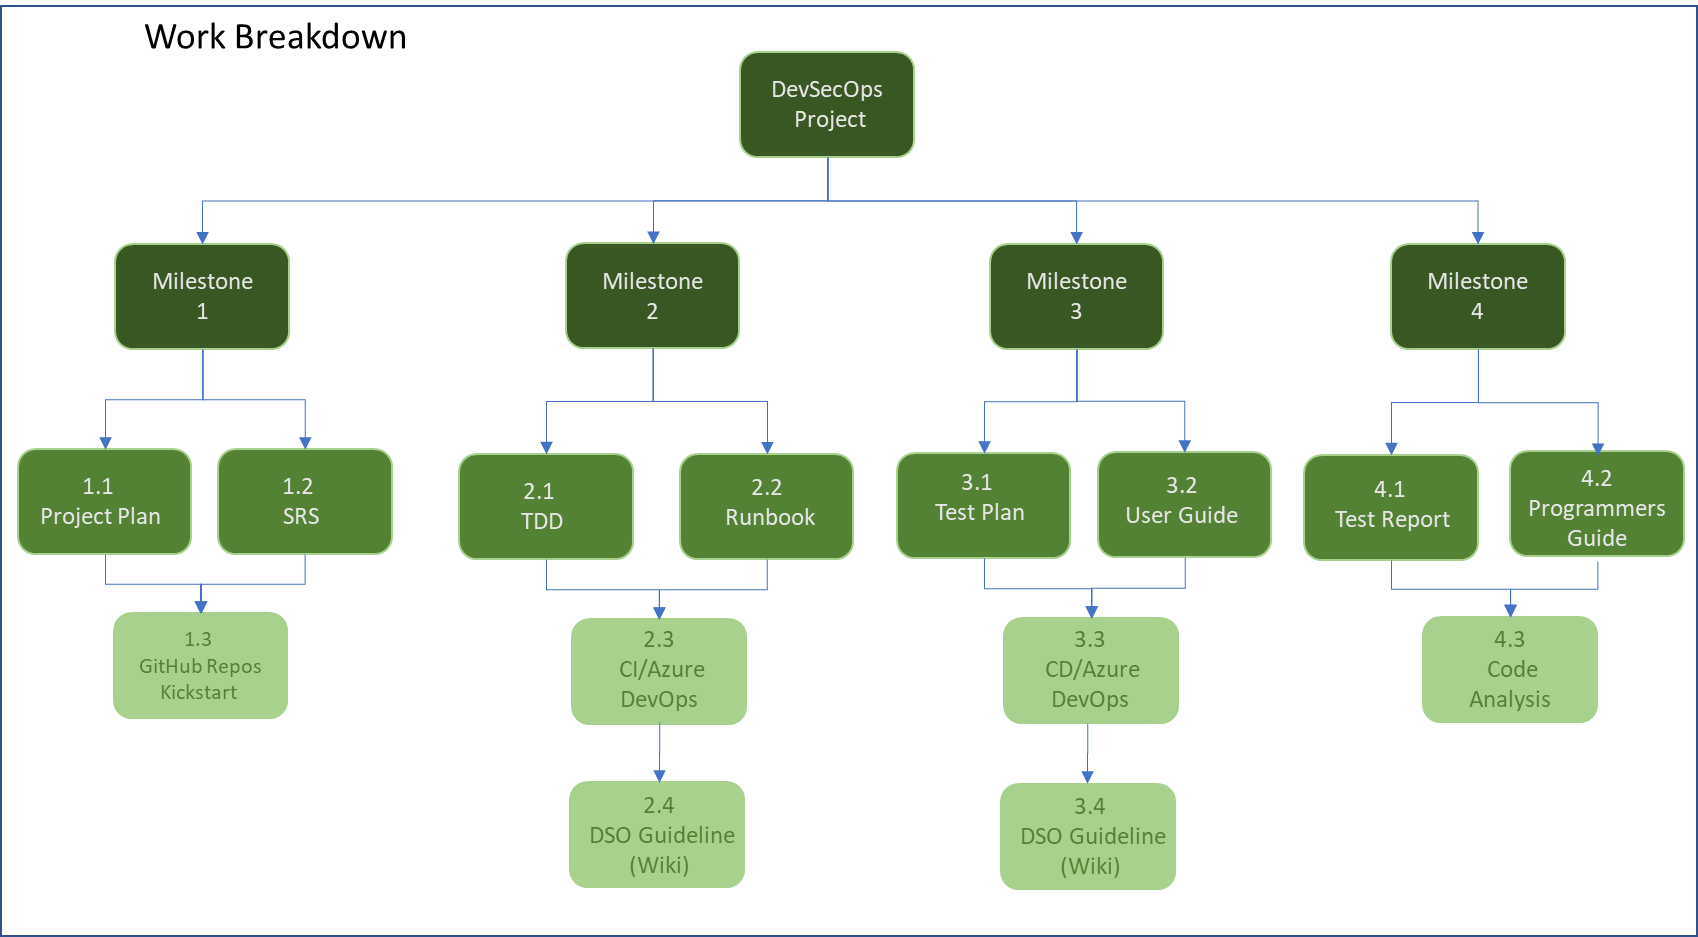 Work Breakdown
DevSecOps
Project
Milestone
1
Milestone
2
Milestone
3
Milestone
4
1.1
Project Plan
1.2
SRS
2.1
TDD
2.2
Runbook
3.1
Test Plan
3.2
User Guide
4.1
Test Report
4.2
Programmers
Guide
1.3
GitHub Repos
Kickstart
2.3
CI/Azure
DevOps
3.3
CD/Azure
DevOps
4.3
Code
Analysis
2.4
DSO Guideline
(Wiki)
3.4
DSO Guideline
(Wiki)